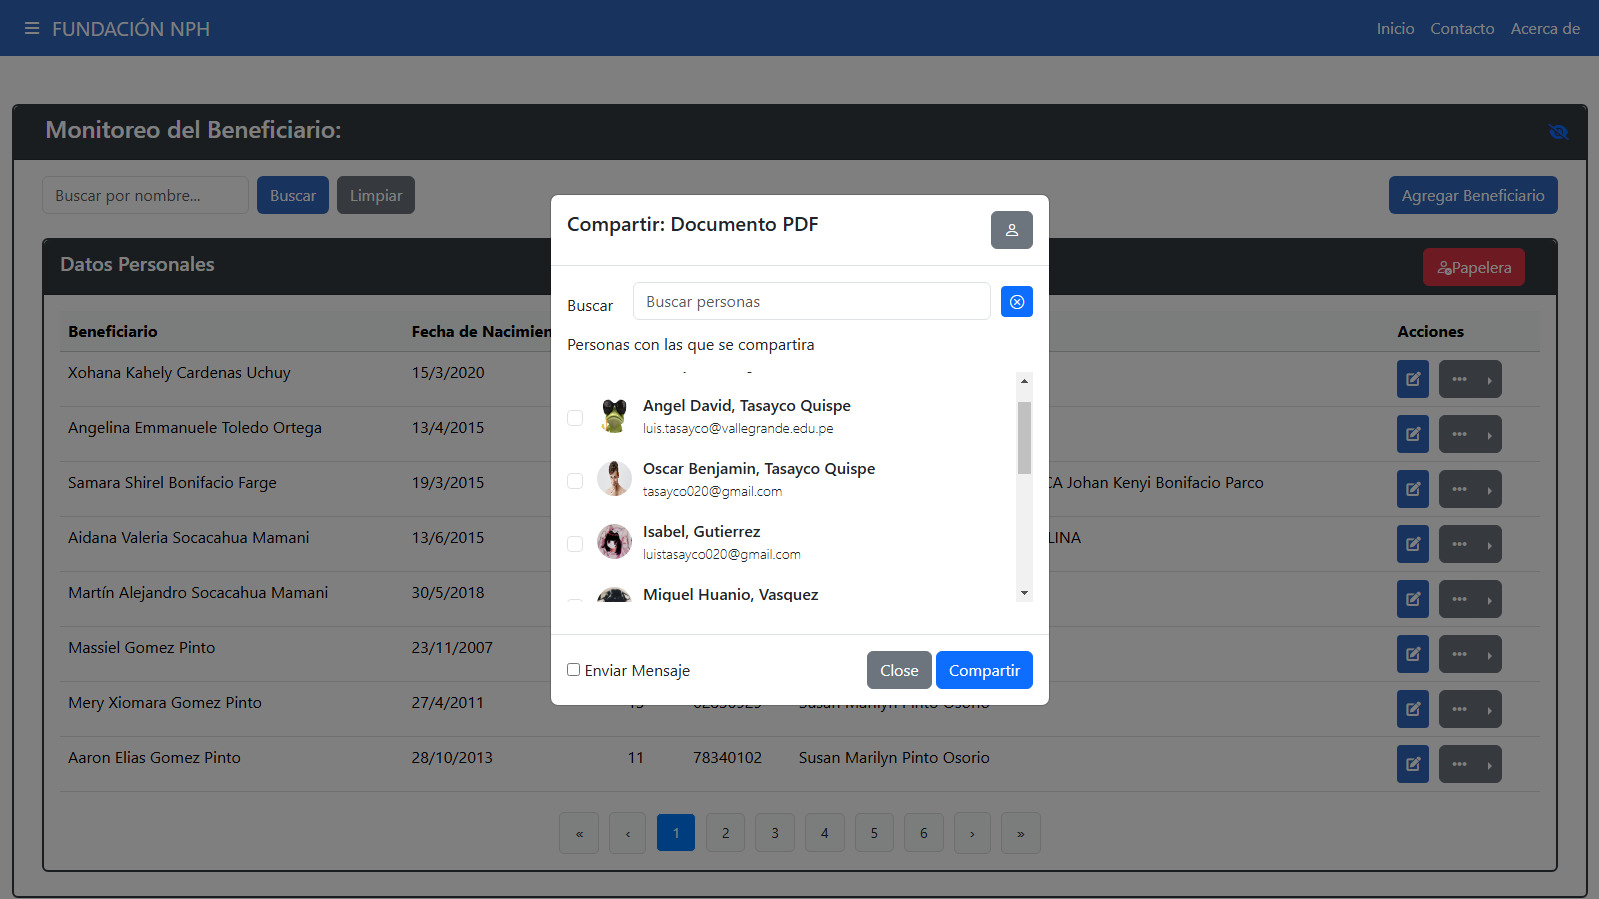 FUNDACIÓN NPH
Inicio Contacto Acerca de
Monitoreo del Beneficiario:
Buscar por nombre... Buscar Limpiar Agregar Beneficiario
Datos Personales Papelera
Beneficiario Fecha de Nacimien Acciones
Xohana Kahely Cardenas Uchuy 15/3/2020
Angelina Emmanuele Toledo Ortega 13/4/2015
Samara Shirel Bonifacio Farge 19/3/2015 CA Johan Kenyi Bonifacio Parco
Aidana Valeria Socacahua Mamani 13/6/2015 LINA
Martín Alejandro Socacahua Mamani 30/5/2018
Massiel Gomez Pinto 23/11/2007
Mery Xiomara Gomez Pinto 27/4/2011 Susan Marilyn Pinto Osorio
Aaron Elias Gomez Pinto 28/10/2013 11 78340102 Susan Marilyn Pinto Osorio
« ‹ 1 2 3 4 5 6 › »
Compartir: Documento PDF
Buscar Buscar personas
Personas con las que se compartira
Angel David, Tasayco Quispe
luis.tasayco@vallegrande.edu.pe
Oscar Benjamin, Tasayco Quispe
tasayco020@gmail.com
Isabel, Gutierrez
luistasayco020@gmail.com
Miguel Huanio, Vasquez
Enviar Mensaje Close Compartir